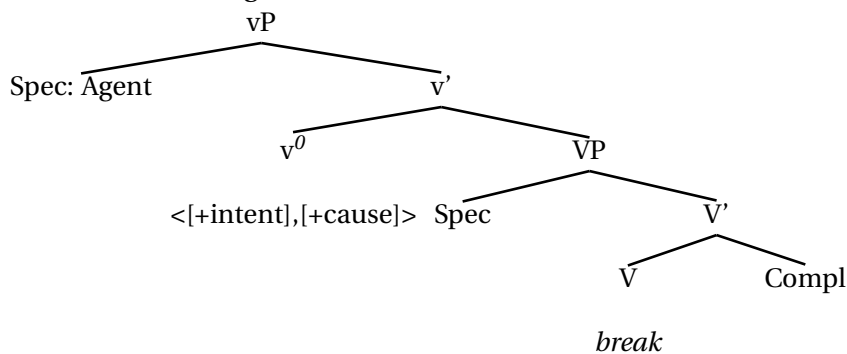 vP
Spec: Agent v’
v0 VP
<[+intent],[+cause]> Spec V’
V Compl
break